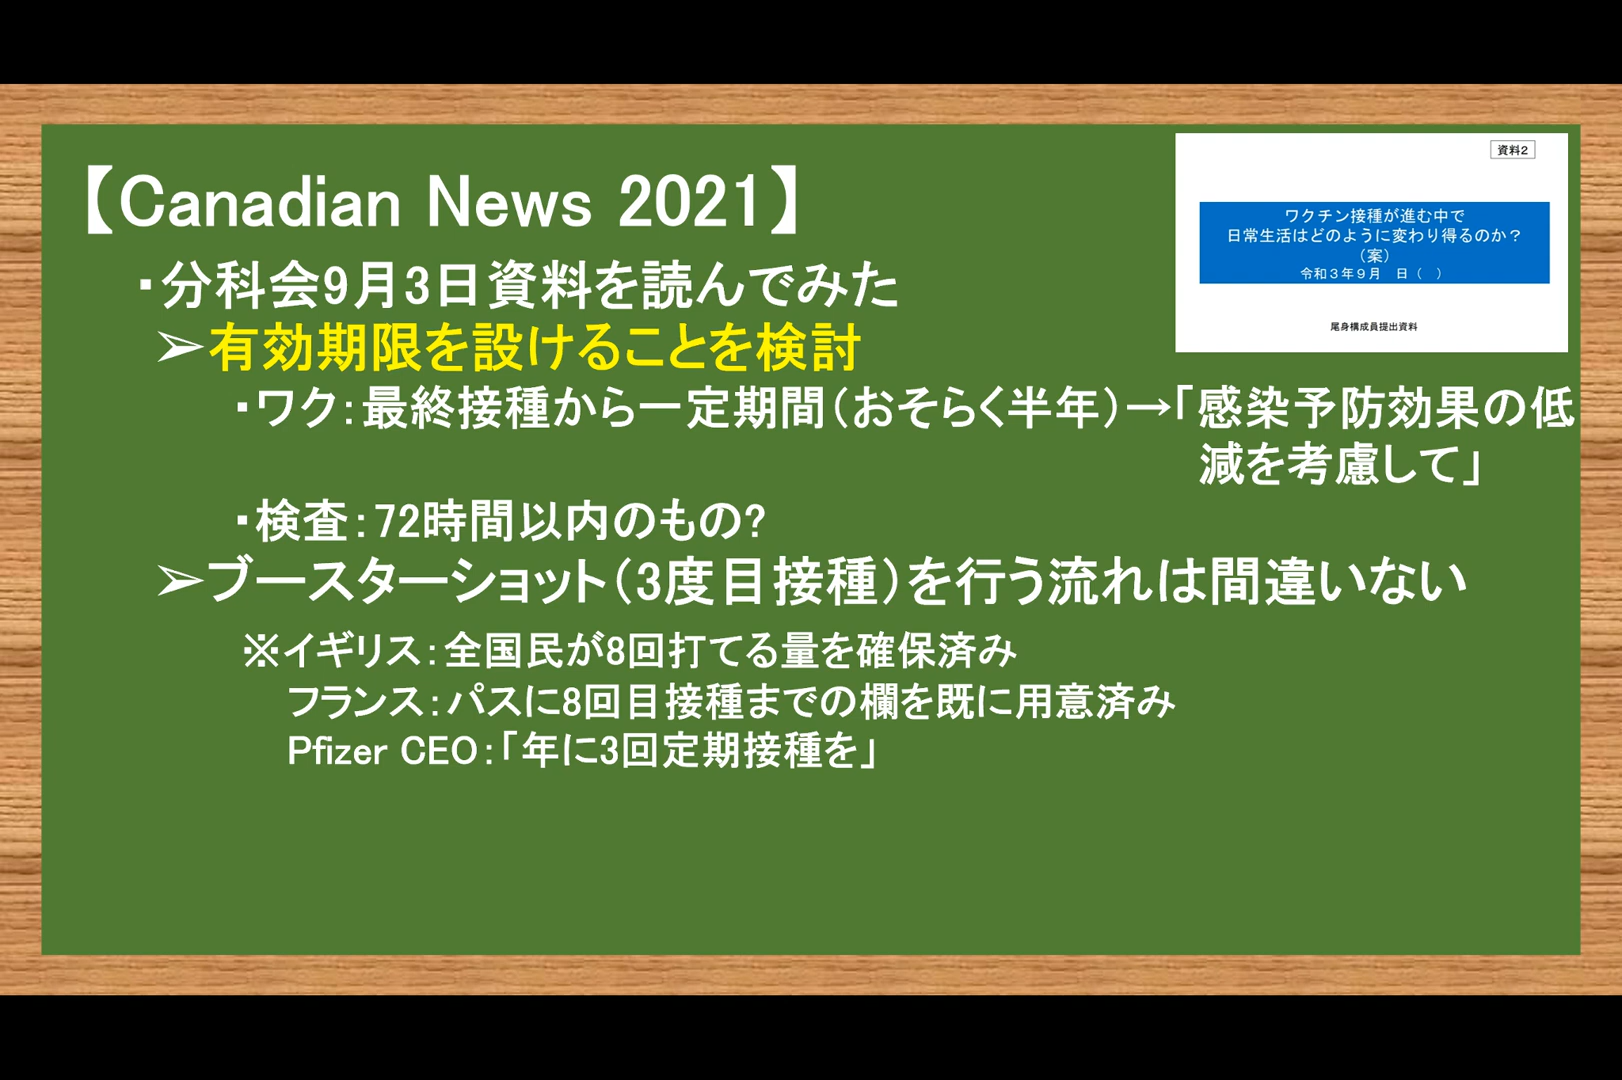 【Canadian News 2021】
・分科会9月3日資料を読んでみた
➢有効期限を設けることを検討
・ワク：最終接種から一定期間（おそらく半年）→「感染予防効果の低
減を考慮して」
・検査：72時間以内のもの?
➢ブースターショット（3度目接種）を行う流れは間違いない
※イギリス：全国民が8回打てる量を確保済み
フランス：パスに8回目接種までの欄を既に用意済み
Pfizer CEO：「年に3回定期接種を」
資料2
ワクチン接種が進む中で
日常生活はどのように変わり得るのか？
（案）
令和３年９月　日（　）
尾身構成員提出資料